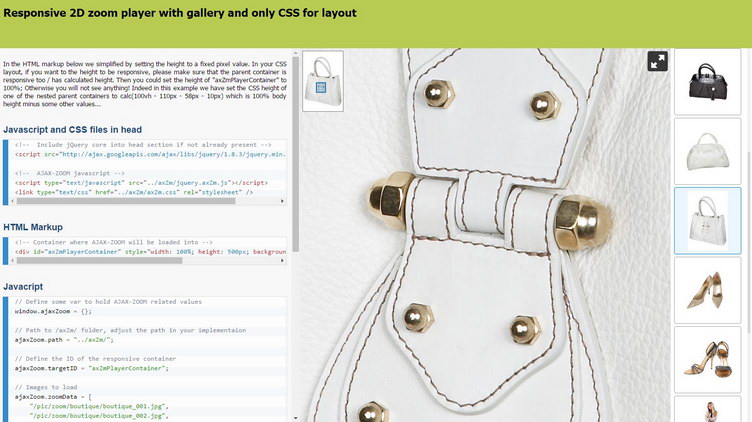 Responsive 2D zoom player with gallery and only CSS for layout
In the HTML markup below we simplified by setting the height to a fixed pixel value. In your CSS
layout, if you want to the height to be responsive, please make sure that the parent container is
responsive too / has calculated height. Then you could set the height of "axZmPlayerContainer" to
100%; Otherwise you will not see anything! Indeed in this example we have set the CSS height of
one of the nested parent containers to calc(100vh - 110px - 58px - 10px) which is 100% body
height minus some other values...
Javascript and CSS files in head
<!--  Include jQuery core into head section if not already present -->
<script src="http://ajax.googleapis.com/ajax/libs/jquery/1.8.3/jquery.min.
<!--  AJAX-ZOOM javascript -->
<script type="text/javascript" src="../axZm/jquery.axZm.js"></script>
<link type="text/css" href="../axZm/axZm.css" rel="stylesheet" />
HTML Markup
<!-- Container where AJAX-ZOOM will be loaded into -->
<div id="axZmPlayerContainer" style="width: 100%; height: 500px; backgroun
Javacript
// Define some var to hold AJAX-ZOOM related values
window.ajaxZoom = {};
// Path to /axZm/ folder, adjust the path in your implementaion
ajaxZoom.path = "../axZm/";
// Define the ID of the responsive container
ajaxZoom.targetID = "axZmPlayerContainer";
// Images to load
ajaxZoom.zoomData = [
"/pic/zoom/boutique/boutique_001.jpg",
"/pic/zoom/boutique/boutique_002.jpg",